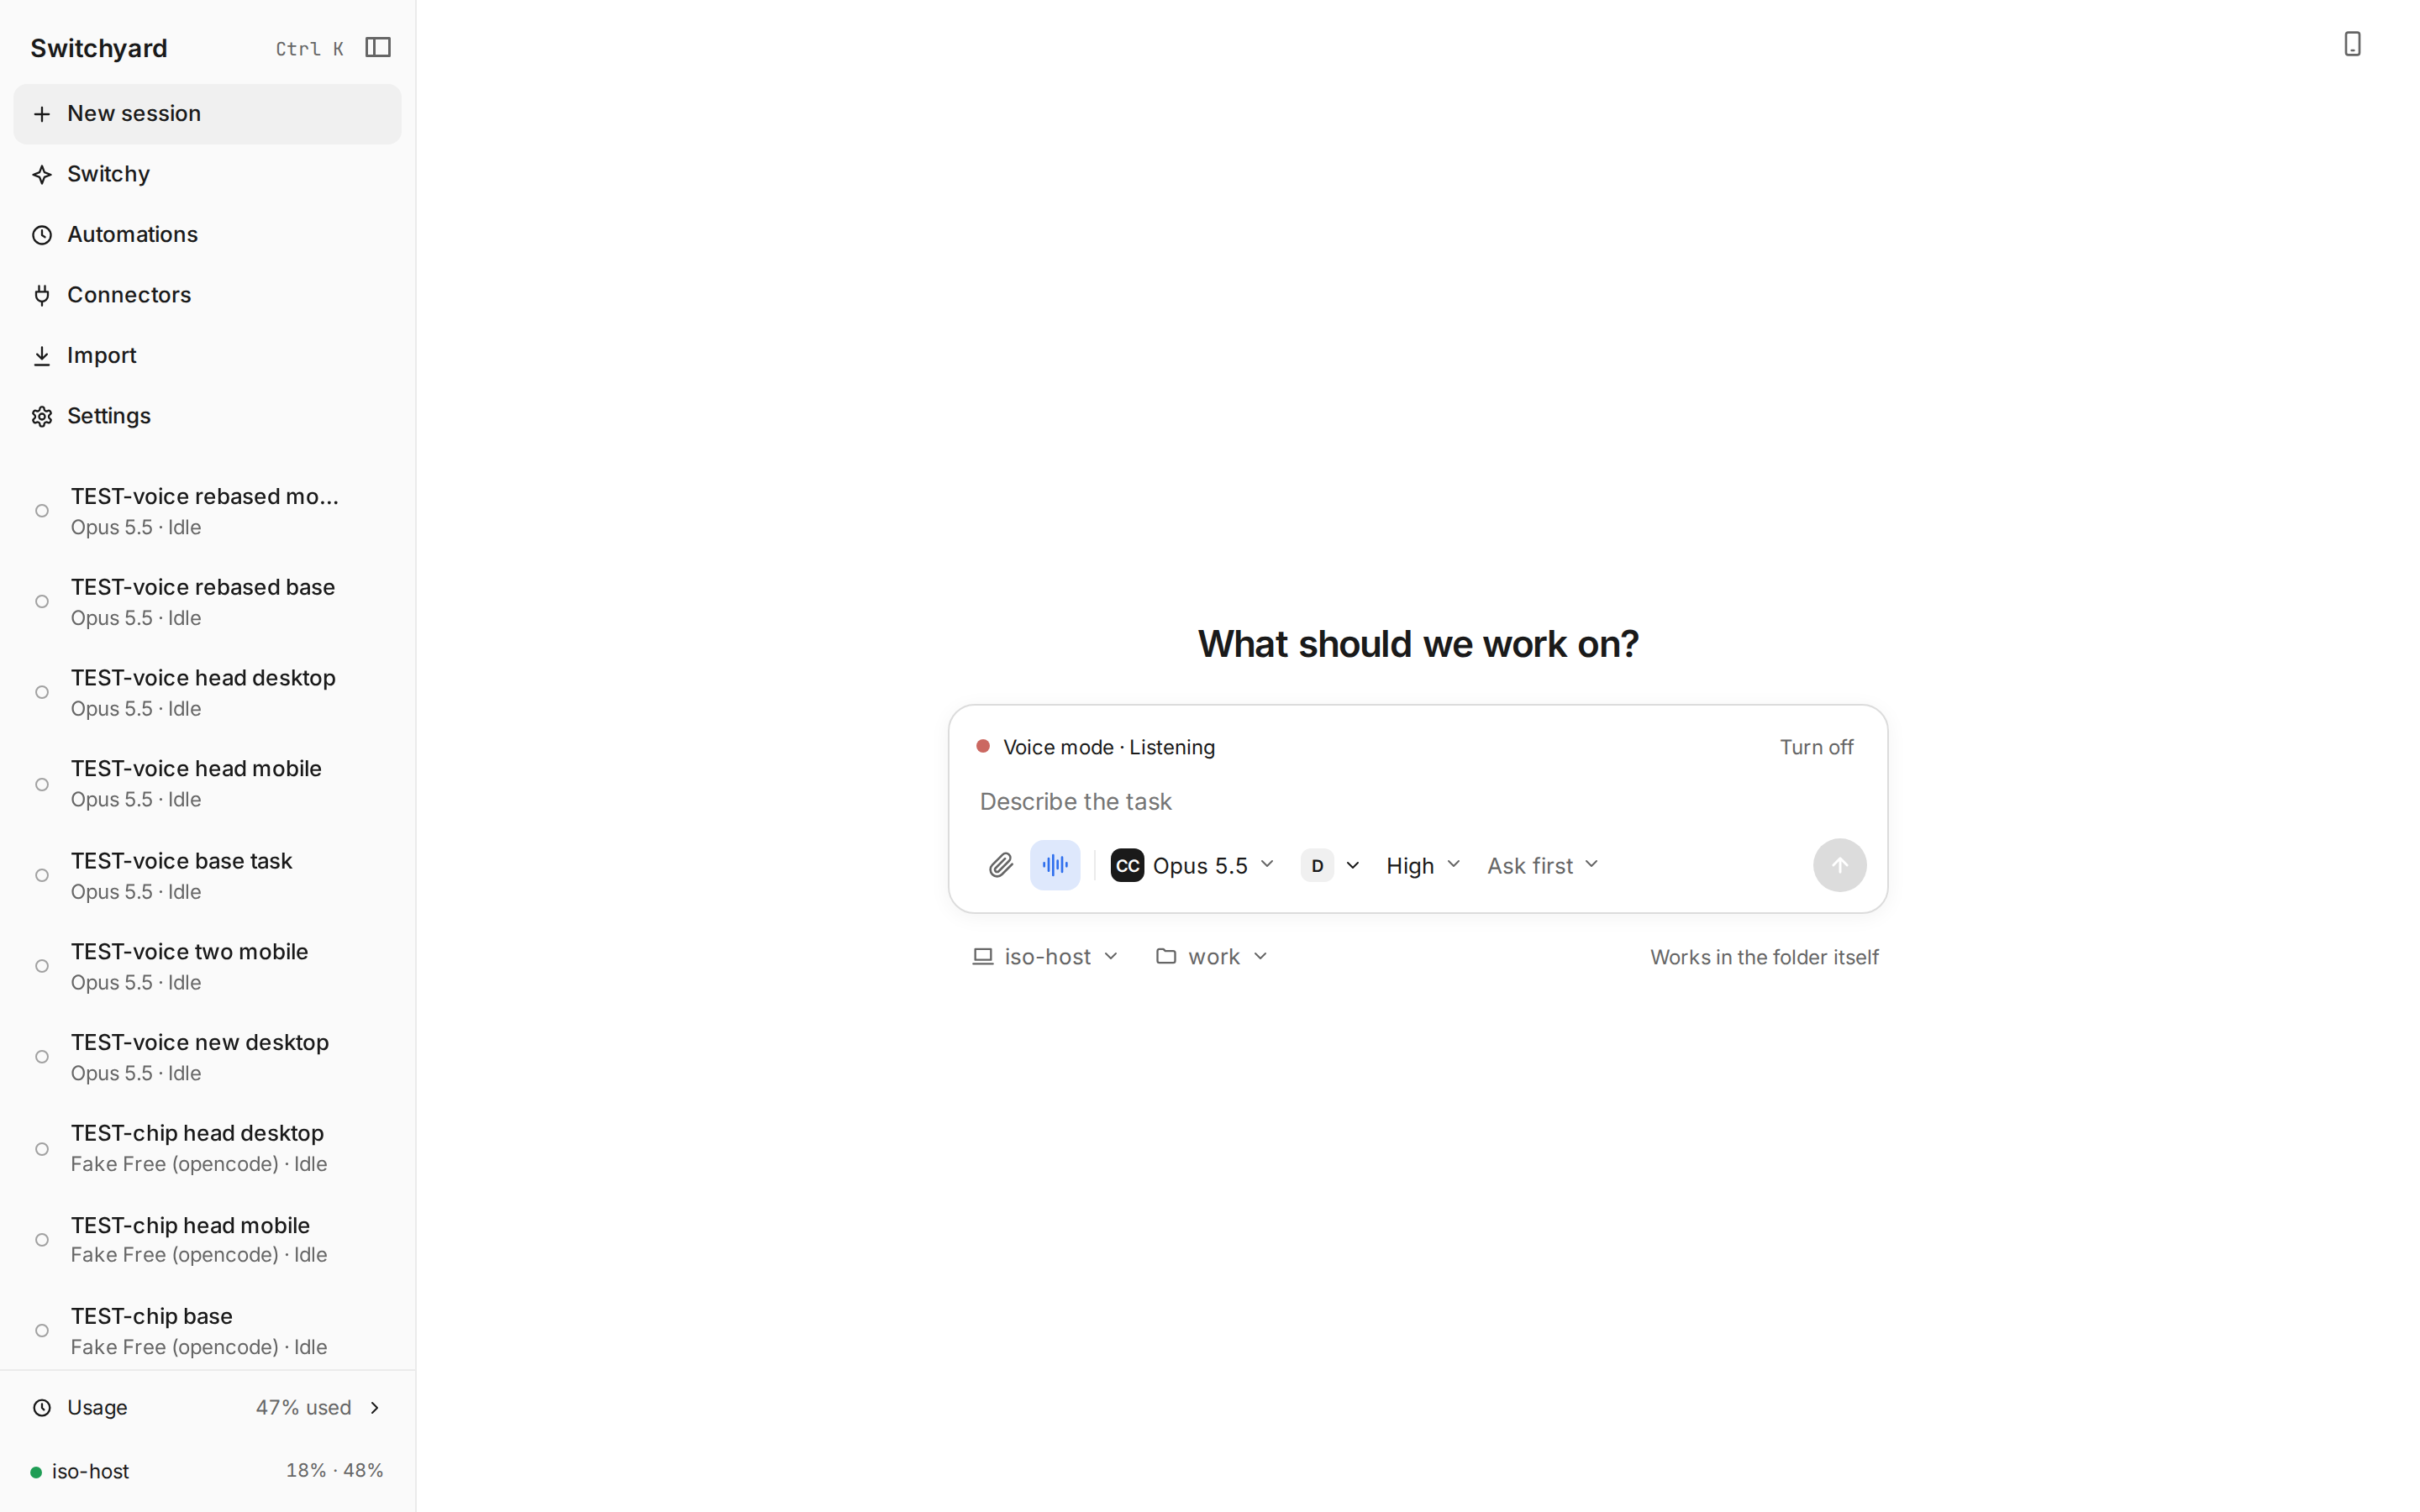 Switchyard Ctrl K
New session
Switchy
Automations
Connectors
Import
Settings
TEST-voice rebased mo...
Opus 5.5 · Idle
TEST-voice rebased base
Opus 5.5 · Idle
TEST-voice head desktop
Opus 5.5 · Idle
TEST-voice head mobile
Opus 5.5 · Idle
TEST-voice base task
Opus 5.5 · Idle
TEST-voice two mobile
Opus 5.5 · Idle
TEST-voice new desktop
Opus 5.5 · Idle
TEST-chip head desktop
Fake Free (opencode) · Idle
TEST-chip head mobile
Fake Free (opencode) · Idle
TEST-chip base
Fake Free (opencode) · Idle
Usage 47% used
iso-host 18% · 48%
What should we work on?
Voice mode · Listening Turn off
Describe the task
CC Opus 5.5 D High Ask first
iso-host work Works in the folder itself